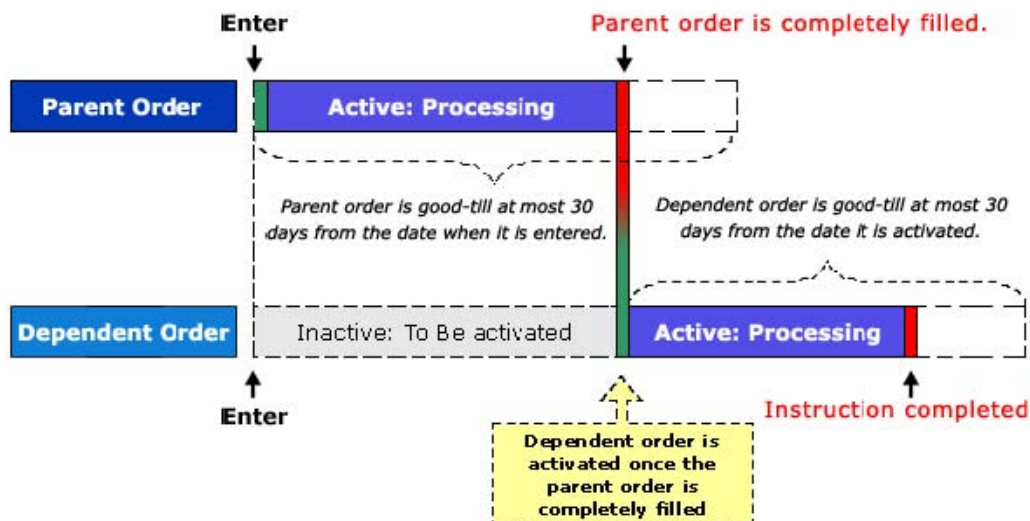 Enter
Parent order is completely filled.
Parent Order
Active: Processing
Parent order is good-till at most 30
days from the date when it is entered.
Dependent order is good-till at most 30
days from the date it is activated.
Dependent Order
Inactive: To Be activated
Active: Processing
Enter
Instruction completed
Dependent order is
activated once the
parent order is
completely filled